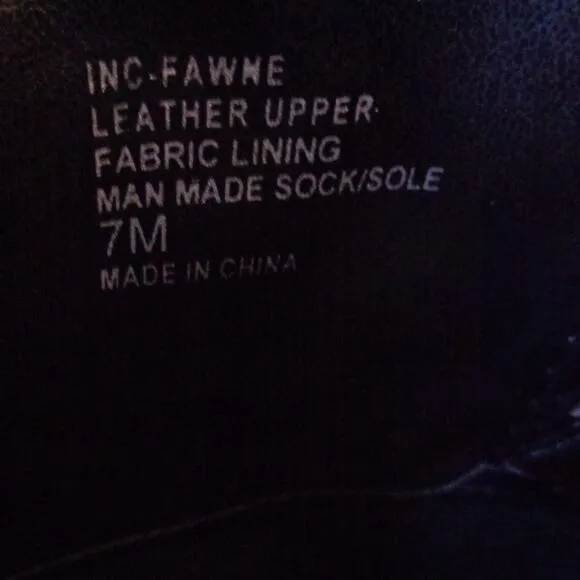 INC-FAWNE
LEATHER UPPER
FABRIC LINING
MAN MADE SOCK/SOLE
7M
MADE IN CHINA